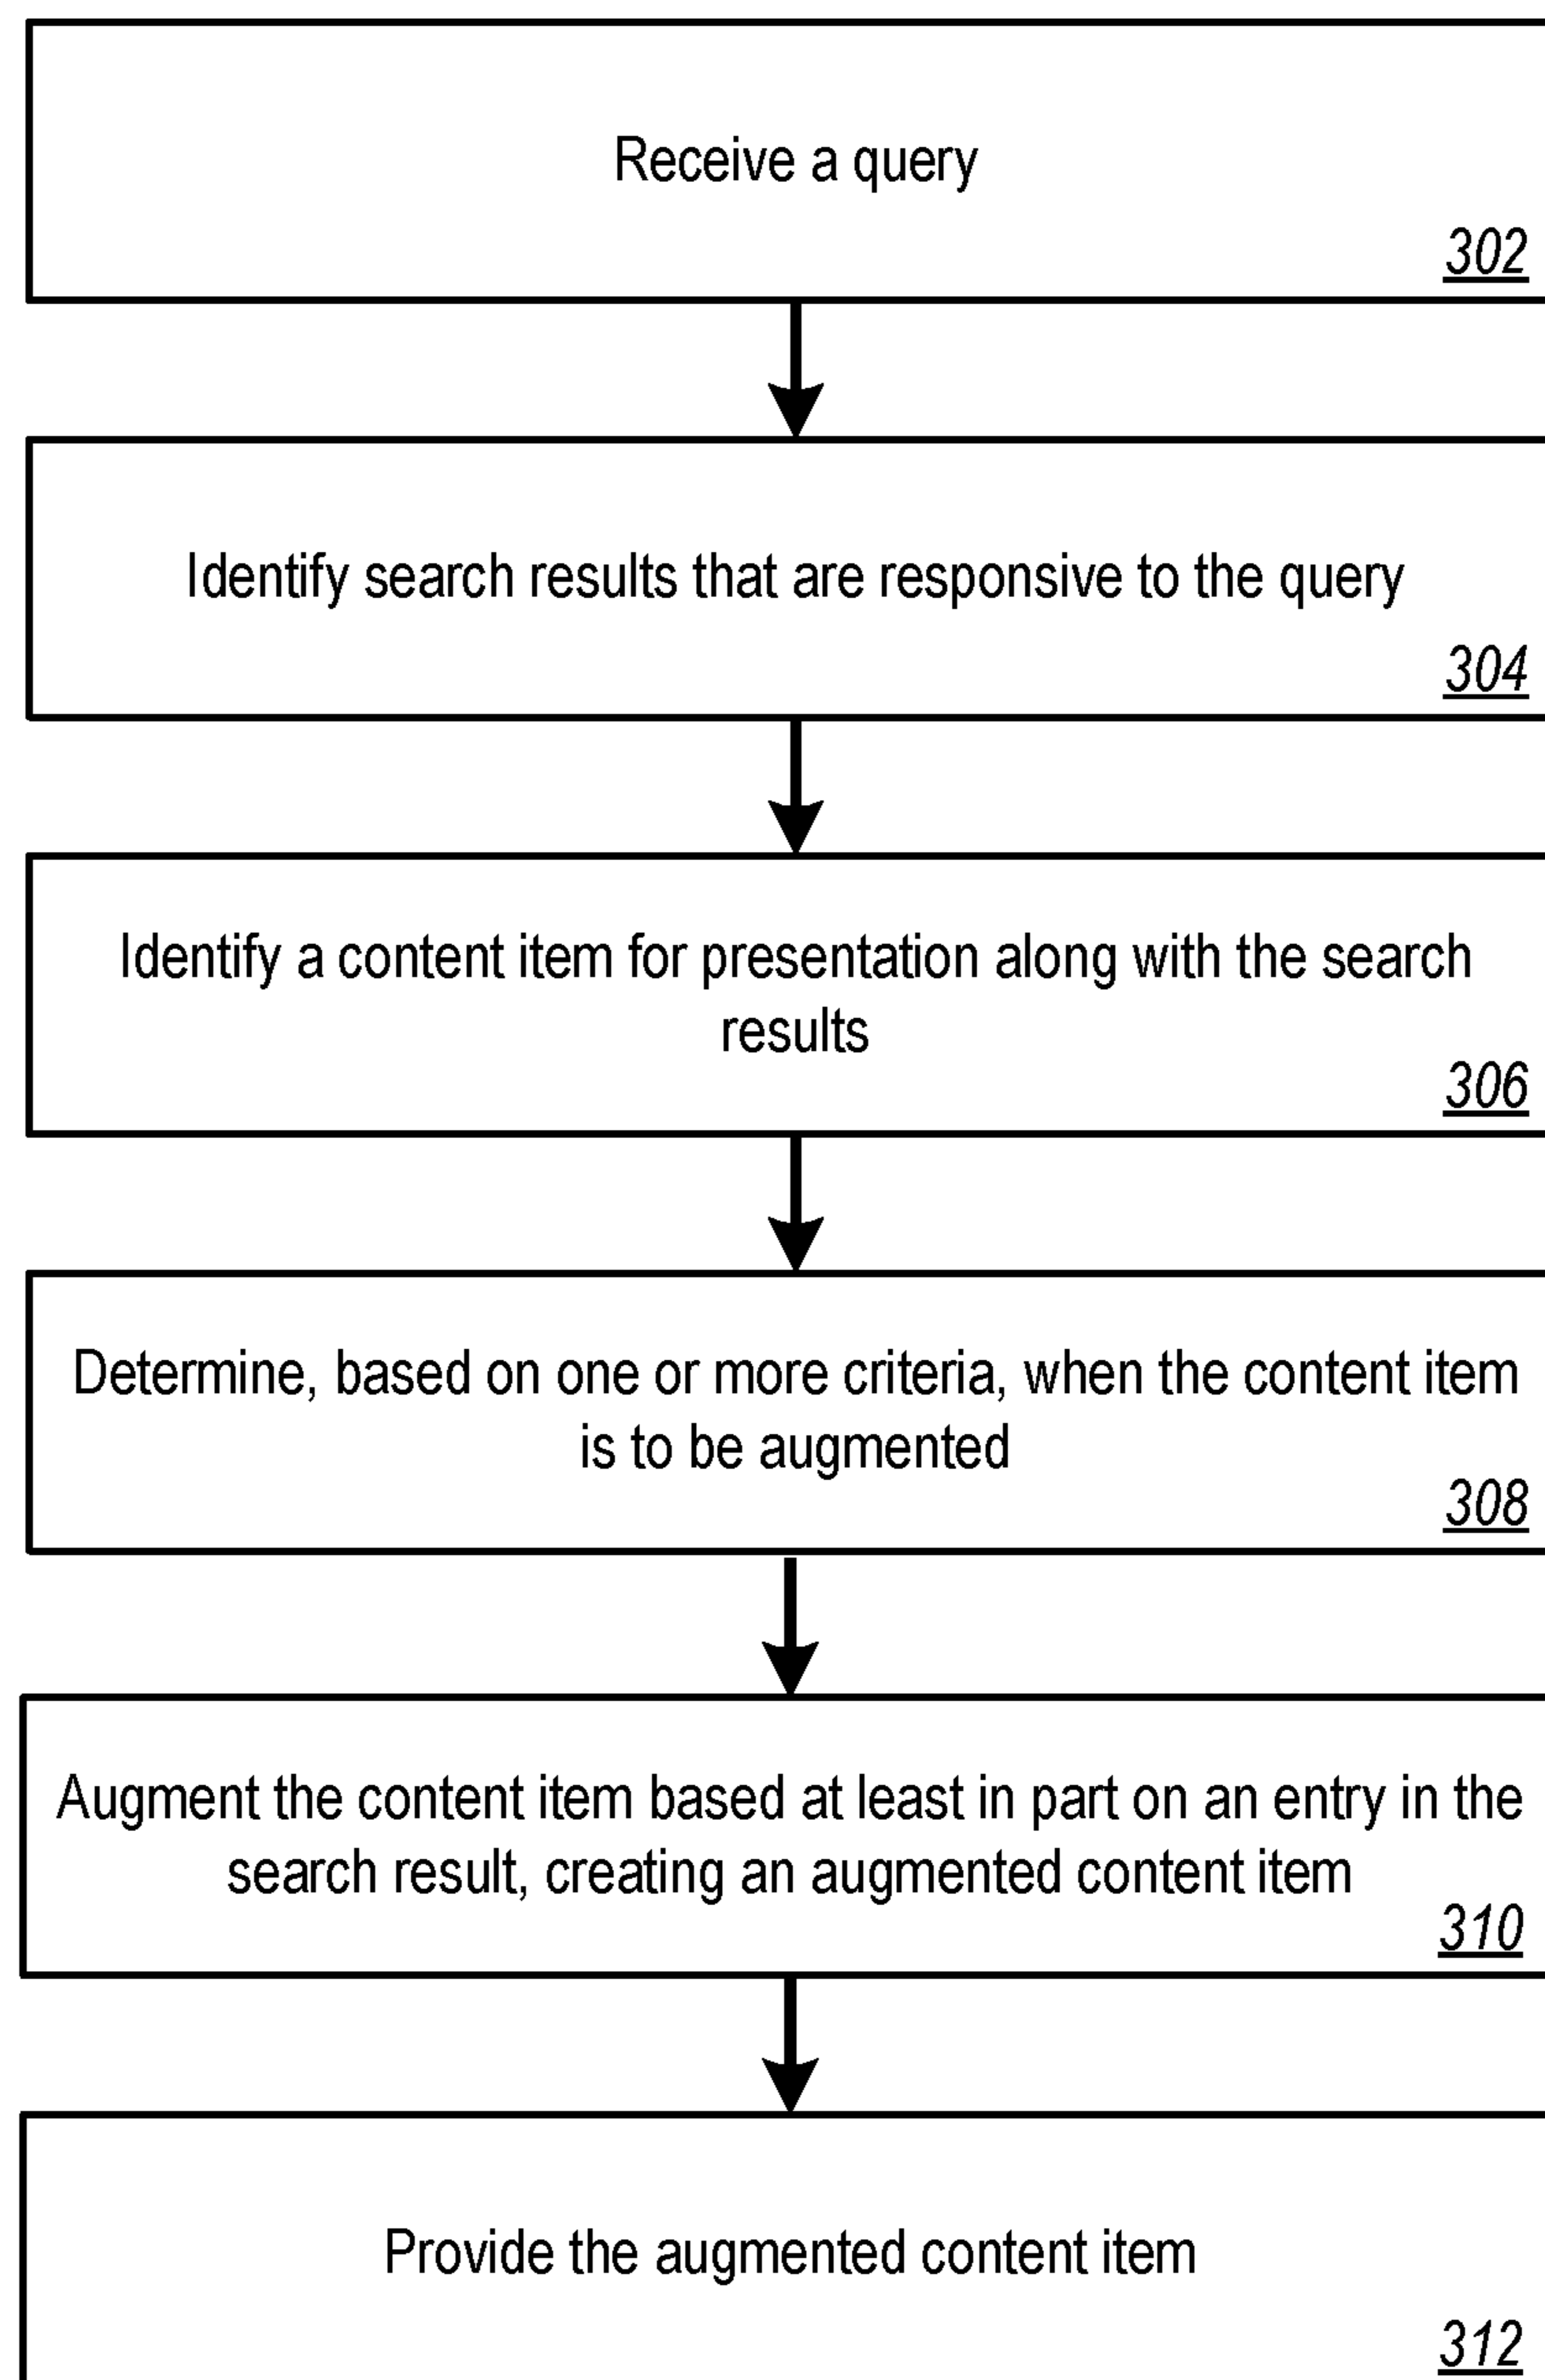 Receive a query
302
Identify search results that are responsive to the query
304
Identify a content item for presentation along with the search
results
306
Determine, based on one or more criteria, when the content item
is to be augmented
308
Augment the content item based at least in part on an entry in the
search result, creating an augmented content item
310
Provide the augmented content item
312